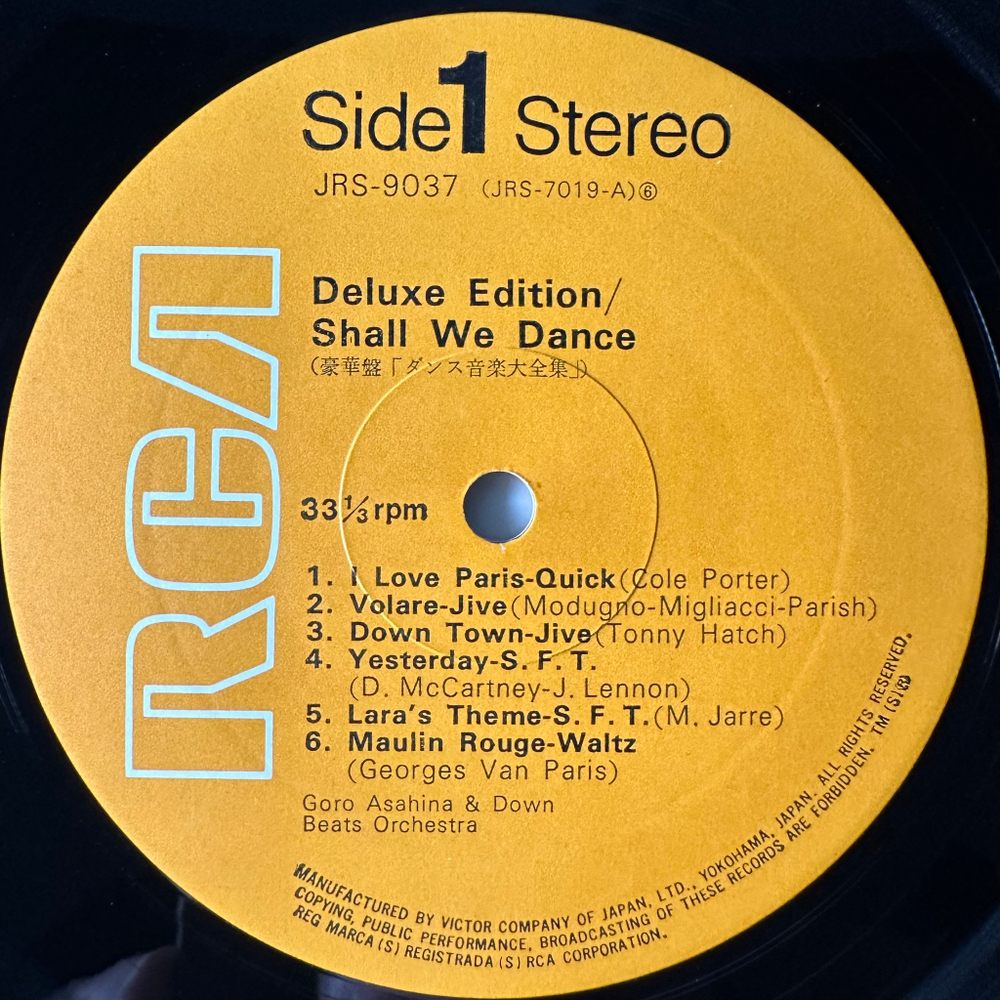 Side 1 Stereo
JRS-9037 (JRS-7019-A)⑥
Deluxe Edition/
Shall We Dance
(豪華盤「ダンス音楽大全集」)
RCA
33⅓rpm
1. I Love Paris-Quick(Cole Porter)
2. Volare-Jive(Modugno-Migliacci-Parish)
3. Down Town-Jive(Tonny Hatch)
4. Yesterday-S. F. T.
(D. McCartney-J. Lennon)
5. Lara's Theme-S. F. T.(M. Jarre)
6. Maulin Rouge-Waltz
(Georges Van Paris)
Goro Asahina & Down
Beats Orchestra
MANUFACTURED BY VICTOR COMPANY OF JAPAN, LTD., YOKOHAMA, JAPAN. ALL RIGHTS RESERVED.
COPYING, PUBLIC PERFORMANCE, BROADCASTING OF THESE RECORDS ARE FORBIDDEN. TM (S)®
REG MARCA (S) REGISTRADA (S) RCA CORPORATION.